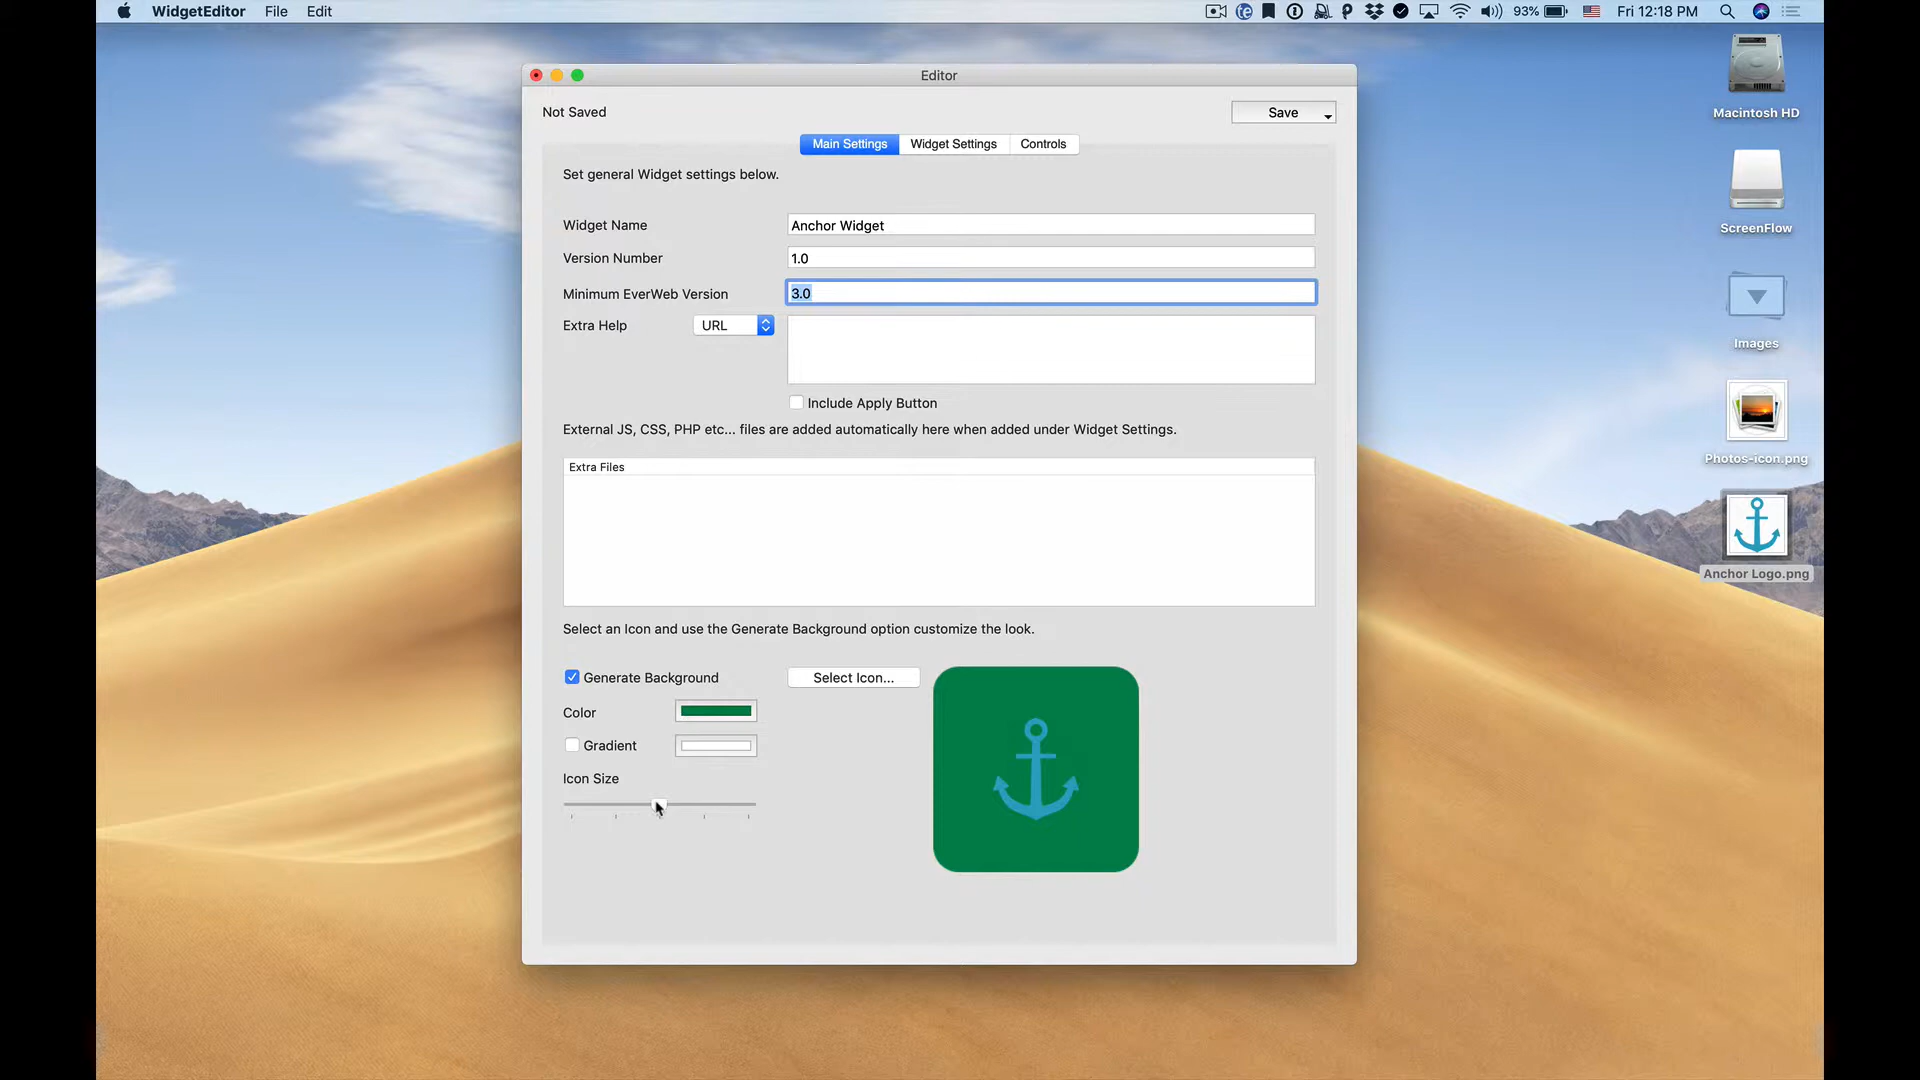 WidgetEditor File Edit 93% Fri 12:18 PM
Editor
Macintosh HD
Not Saved Save
Main Settings Widget Settings Controls
Set general Widget settings below.
Widget Name Anchor Widget
ScreenFlow
Version Number 1.0
Minimum EverWeb Version 3.0
Extra Help URL
Images
Include Apply Button
External JS, CSS, PHP etc... files are added automatically here when added under Widget Settings.
Photos-icon.png
Extra Files
Anchor Logo.png
Select an Icon and use the Generate Background option customize the look.
Generate Background Select Icon...
Color
Gradient
Icon Size